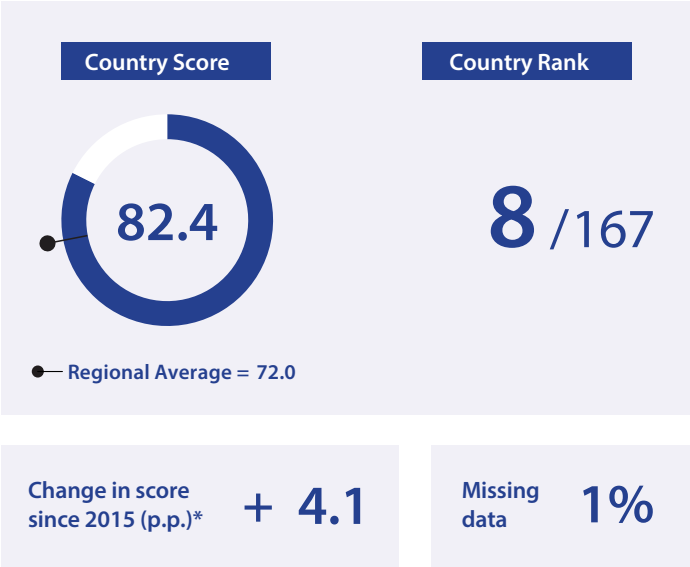 Country Score
Country Rank
82.4
8 /167
Regional Average = 72.0
Change in score
since 2015 (p.p.)*
+ 4.1
Missing
data
1%